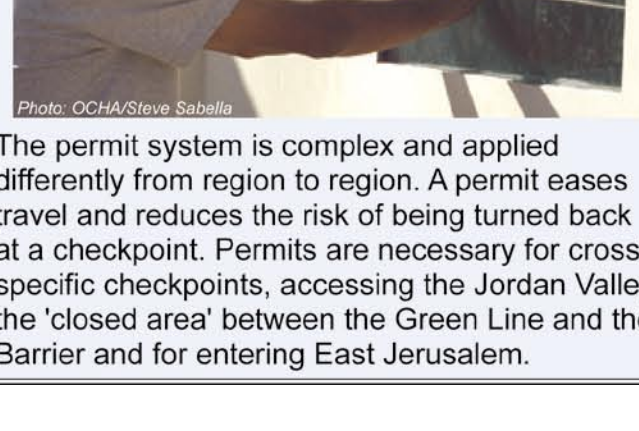 Photo: OCHA/Steve Sabella
The permit system is complex and applied
differently from region to region. A permit eases
travel and reduces the risk of being turned back
at a checkpoint. Permits are necessary for cross
specific checkpoints, accessing the Jordan Valle
the 'closed area' between the Green Line and the
Barrier and for entering East Jerusalem.